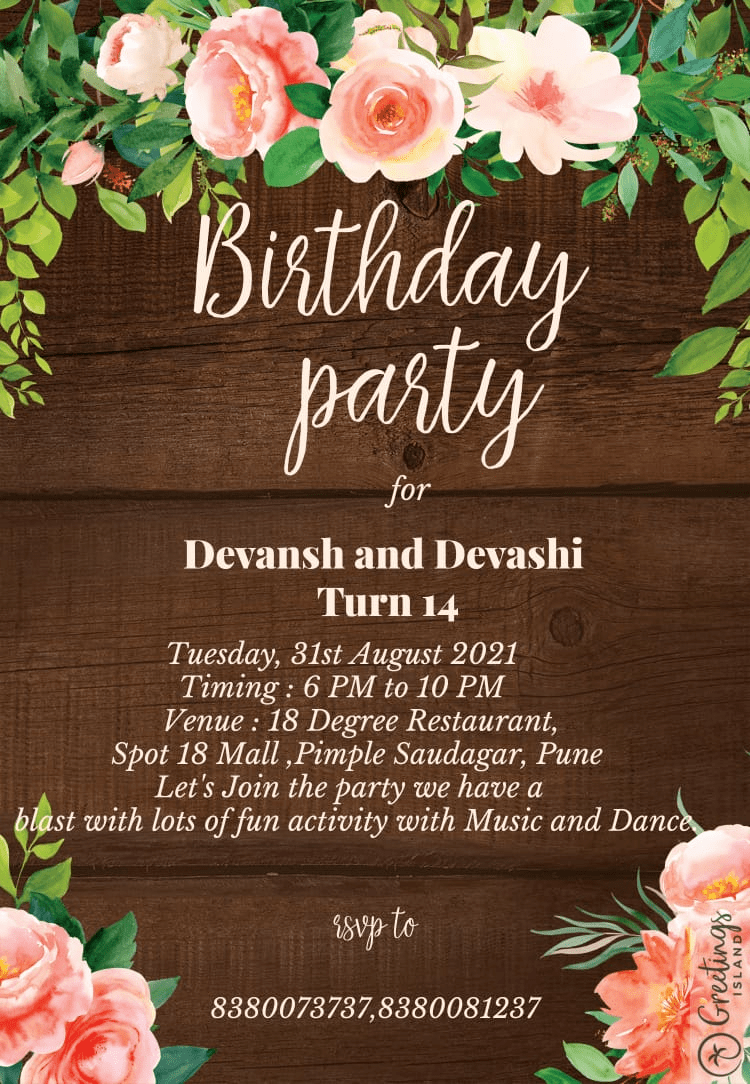 Birthday
party
for
Devansh and Devashi
Turn 14
Tuesday, 31st August 2021
Timing : 6 PM to 10 PM
Venue : 18 Degree Restaurant,
Spot 18 Mall ,Pimple Saudagar, Pune
Let's Join the party we have a
blast with lots of fun activity with Music and Dance.
rsvp to
8380073737,8380081237
Greetings
ISLAND